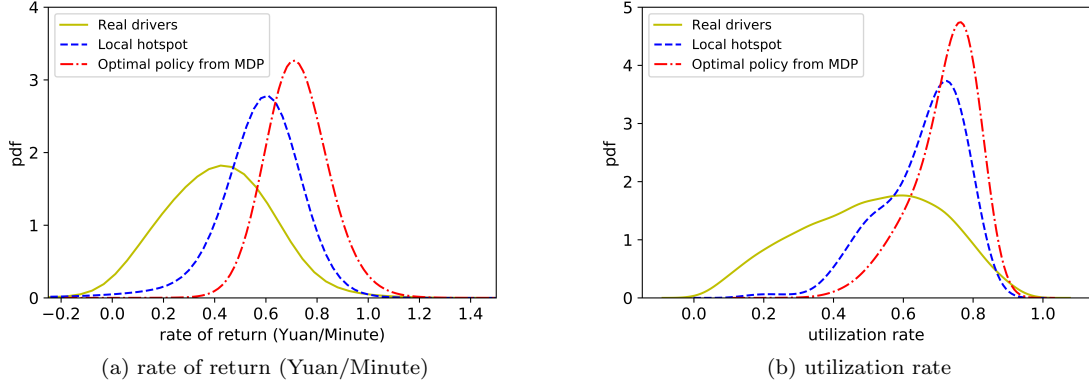 4
3
2
1
0
pdf
Real drivers
Local hotspot
Optimal policy from MDP
−0.2 0.0 0.2 0.4 0.6 0.8 1.0 1.2 1.4
rate of return (Yuan/Minute)
(a) rate of return (Yuan/Minute)
5
4
3
2
1
0
pdf
Real drivers
Local hotspot
Optimal policy from MDP
0.0 0.2 0.4 0.6 0.8 1.0
utilization rate
(b) utilization rate